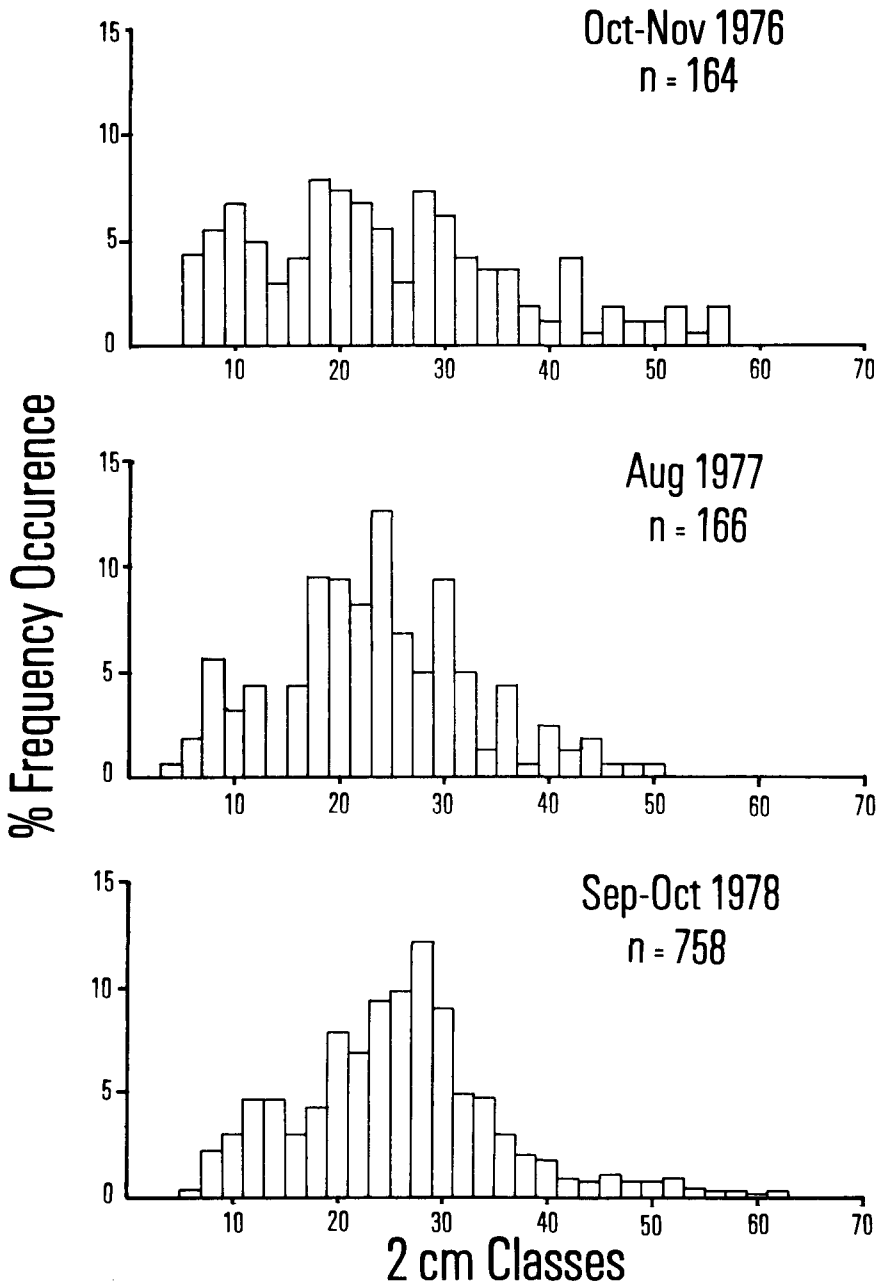 Oct-Nov 1976
n = 164
15
10
5
0
10 20 30 40 50 60 70
Aug 1977
n = 166
15
10
5
0
10 20 30 40 50 60 70
% Frequency Occurence
Sep-Oct 1978
n = 758
15
10
5
0
10 20 30 40 50 60 70
2 cm Classes